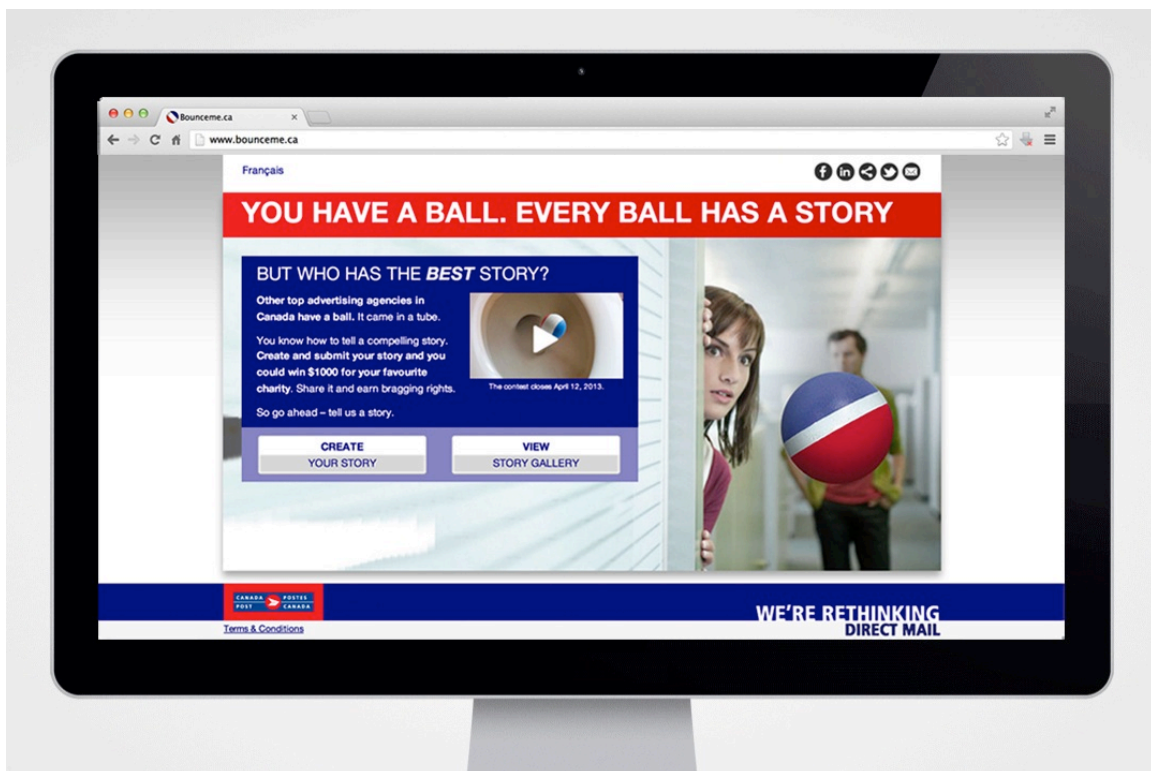 Bounceme.ca
www.bounceme.ca
Français
YOU HAVE A BALL. EVERY BALL HAS A STORY
BUT WHO HAS THE BEST STORY?
Other top advertising agencies in
Canada have a ball. It came in a tube.
You know how to tell a compelling story.
Create and submit your story and you
could win $1000 for your favourite
charity. Share it and earn bragging rights.
So go ahead – tell us a story.
The contest closes April 12, 2013.
CREATE
YOUR STORY
VIEW
STORY GALLERY
CANADA POSTES
POST CANADA
Terms & Conditions
WE'RE RETHINKING
DIRECT MAIL